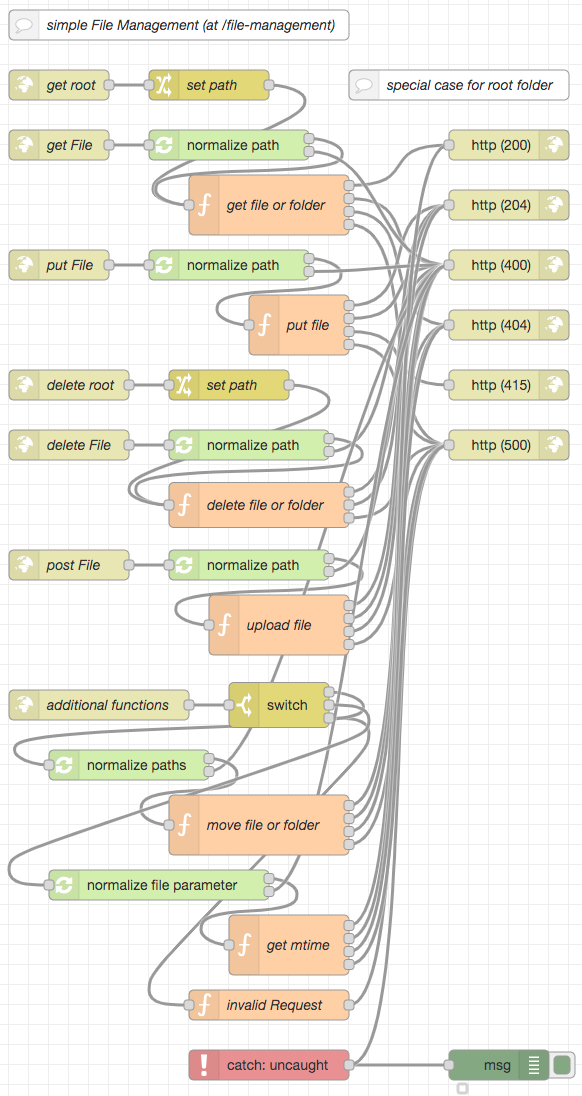 simple File Management (at /file-management)
get root
set path
special case for root folder
get File
normalize path
http (200)
get file or folder
http (204)
put File
normalize path
http (400)
put file
http (404)
delete root
set path
http (415)
delete File
normalize path
http (500)
delete file or folder
post File
normalize path
upload file
additional functions
switch
normalize paths
move file or folder
normalize file parameter
get mtime
invalid Request
catch: uncaught
msg